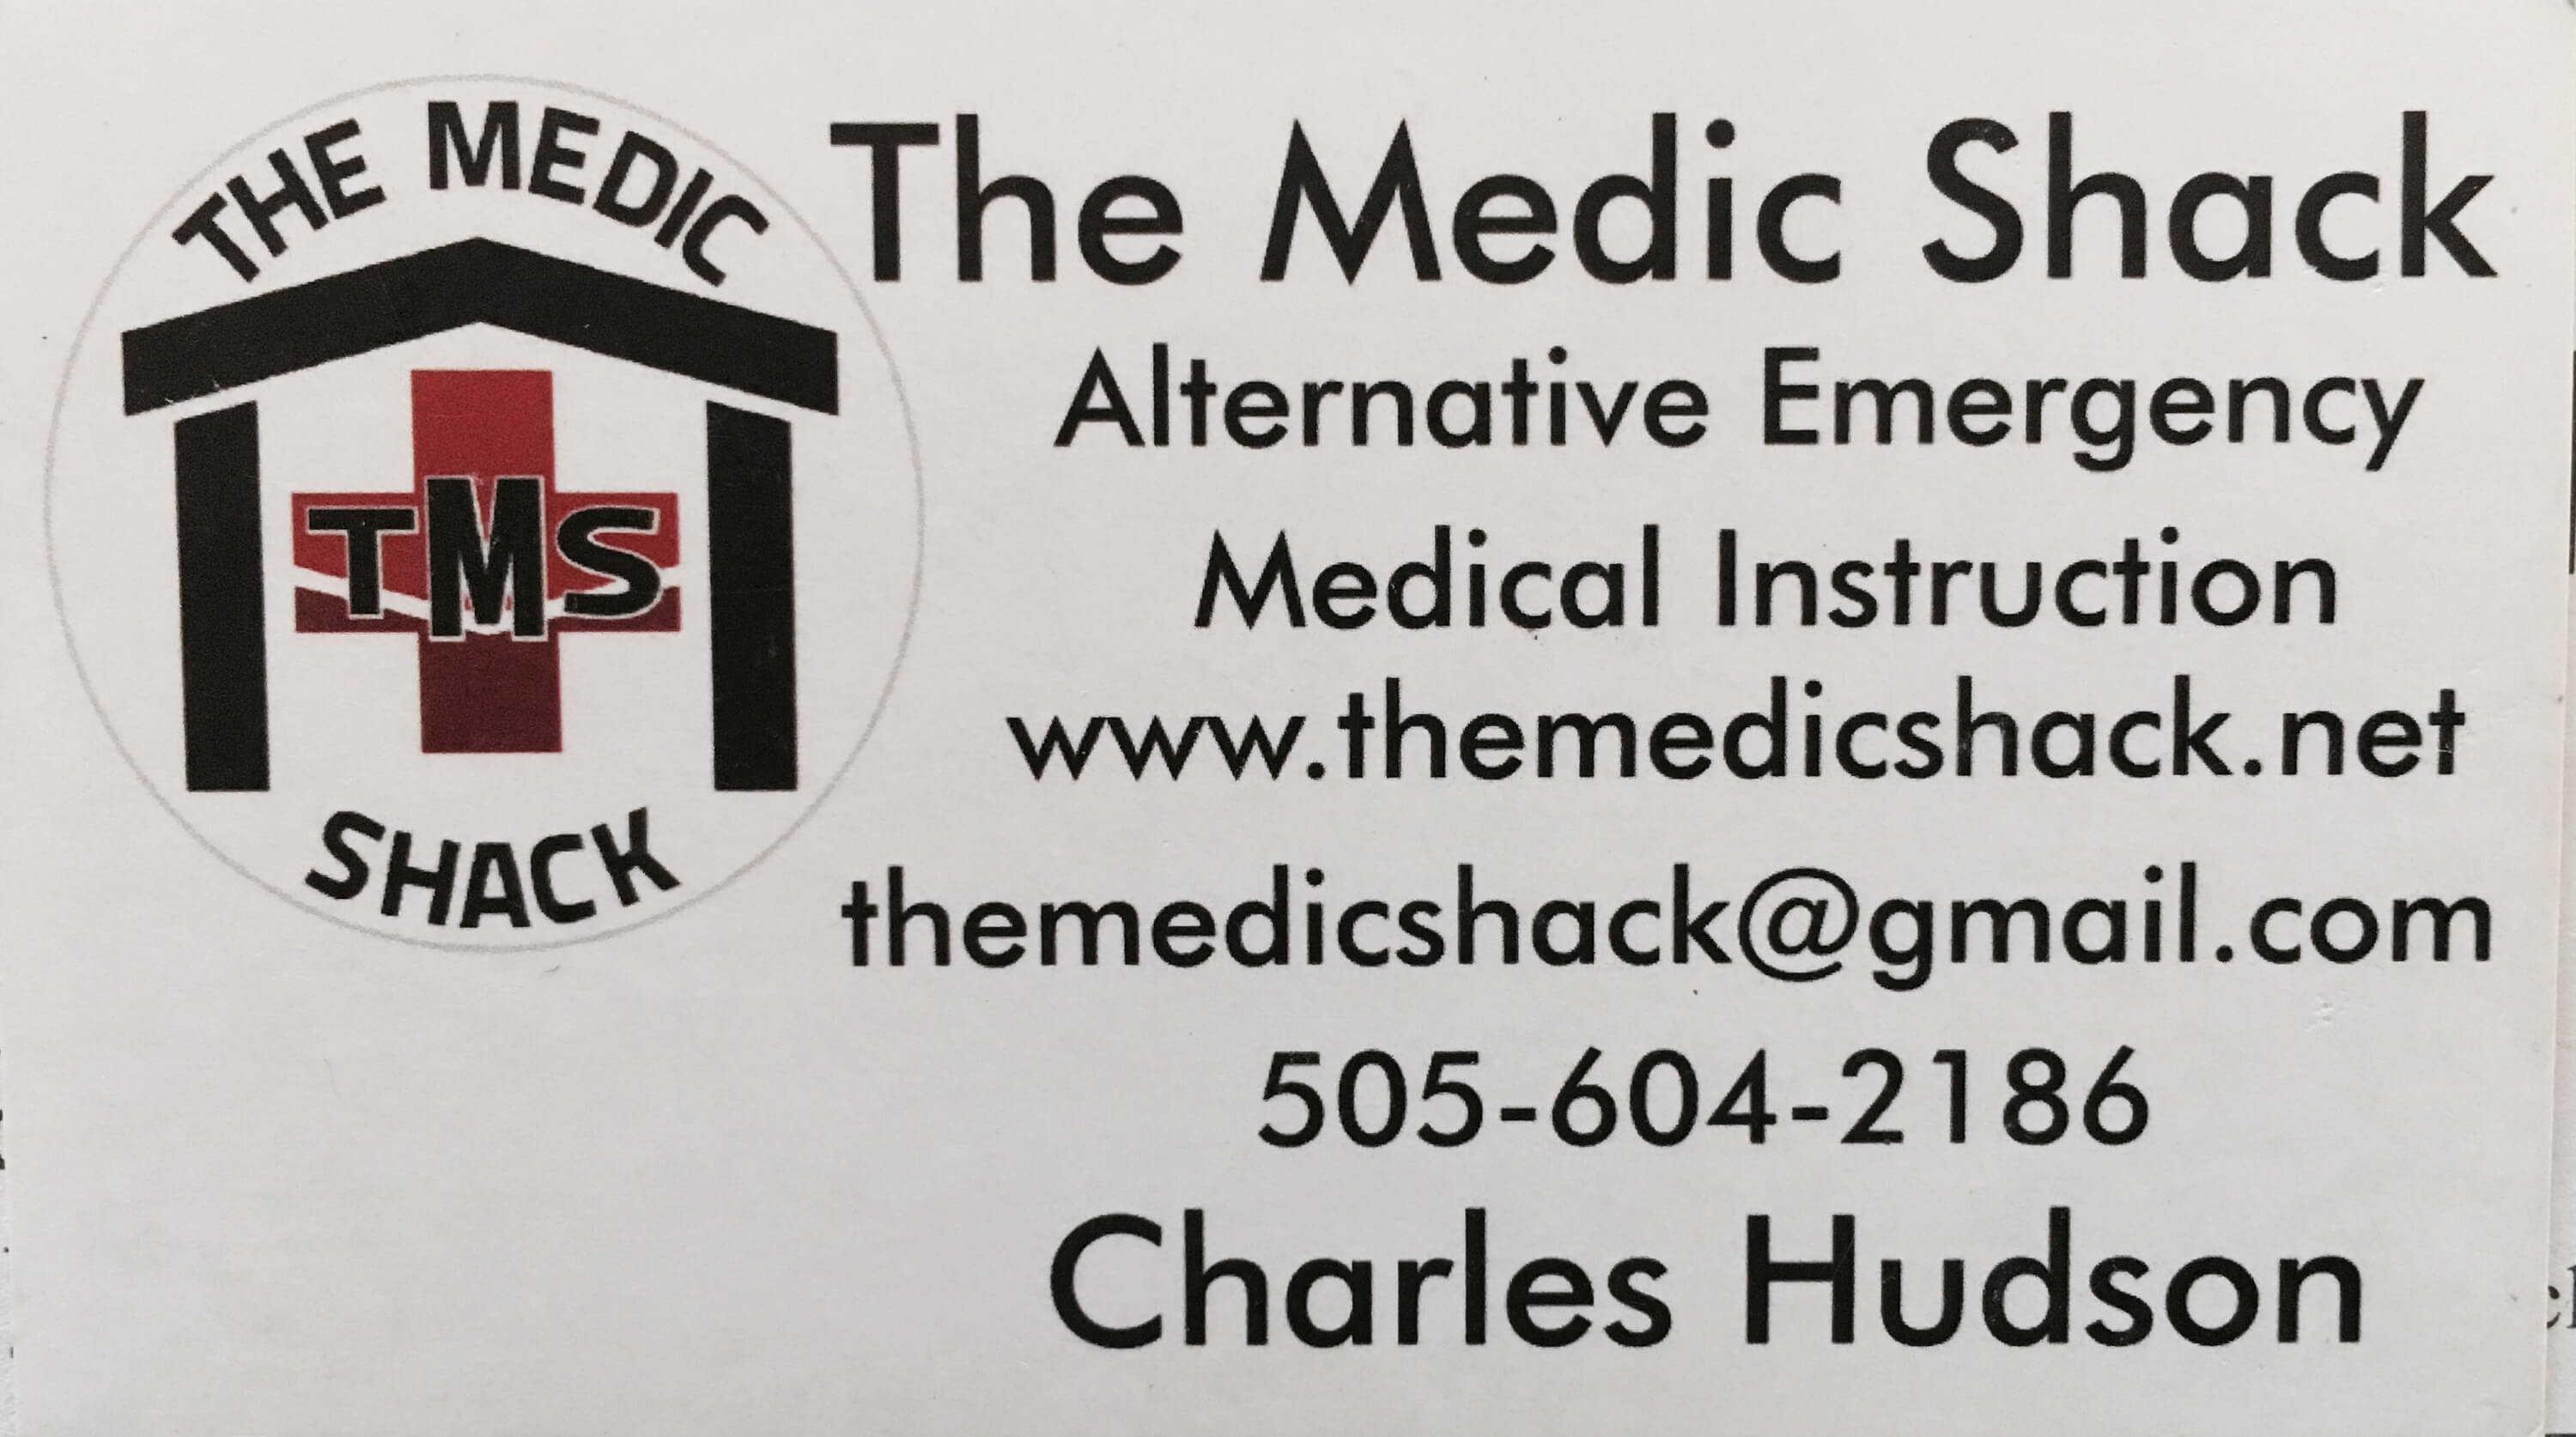 THE MEDIC
TMS
SHACK
The Medic Shack
Alternative Emergency
Medical Instruction
www.themedicshack.net
themedicshack@gmail.com
505-604-2186
Charles Hudson